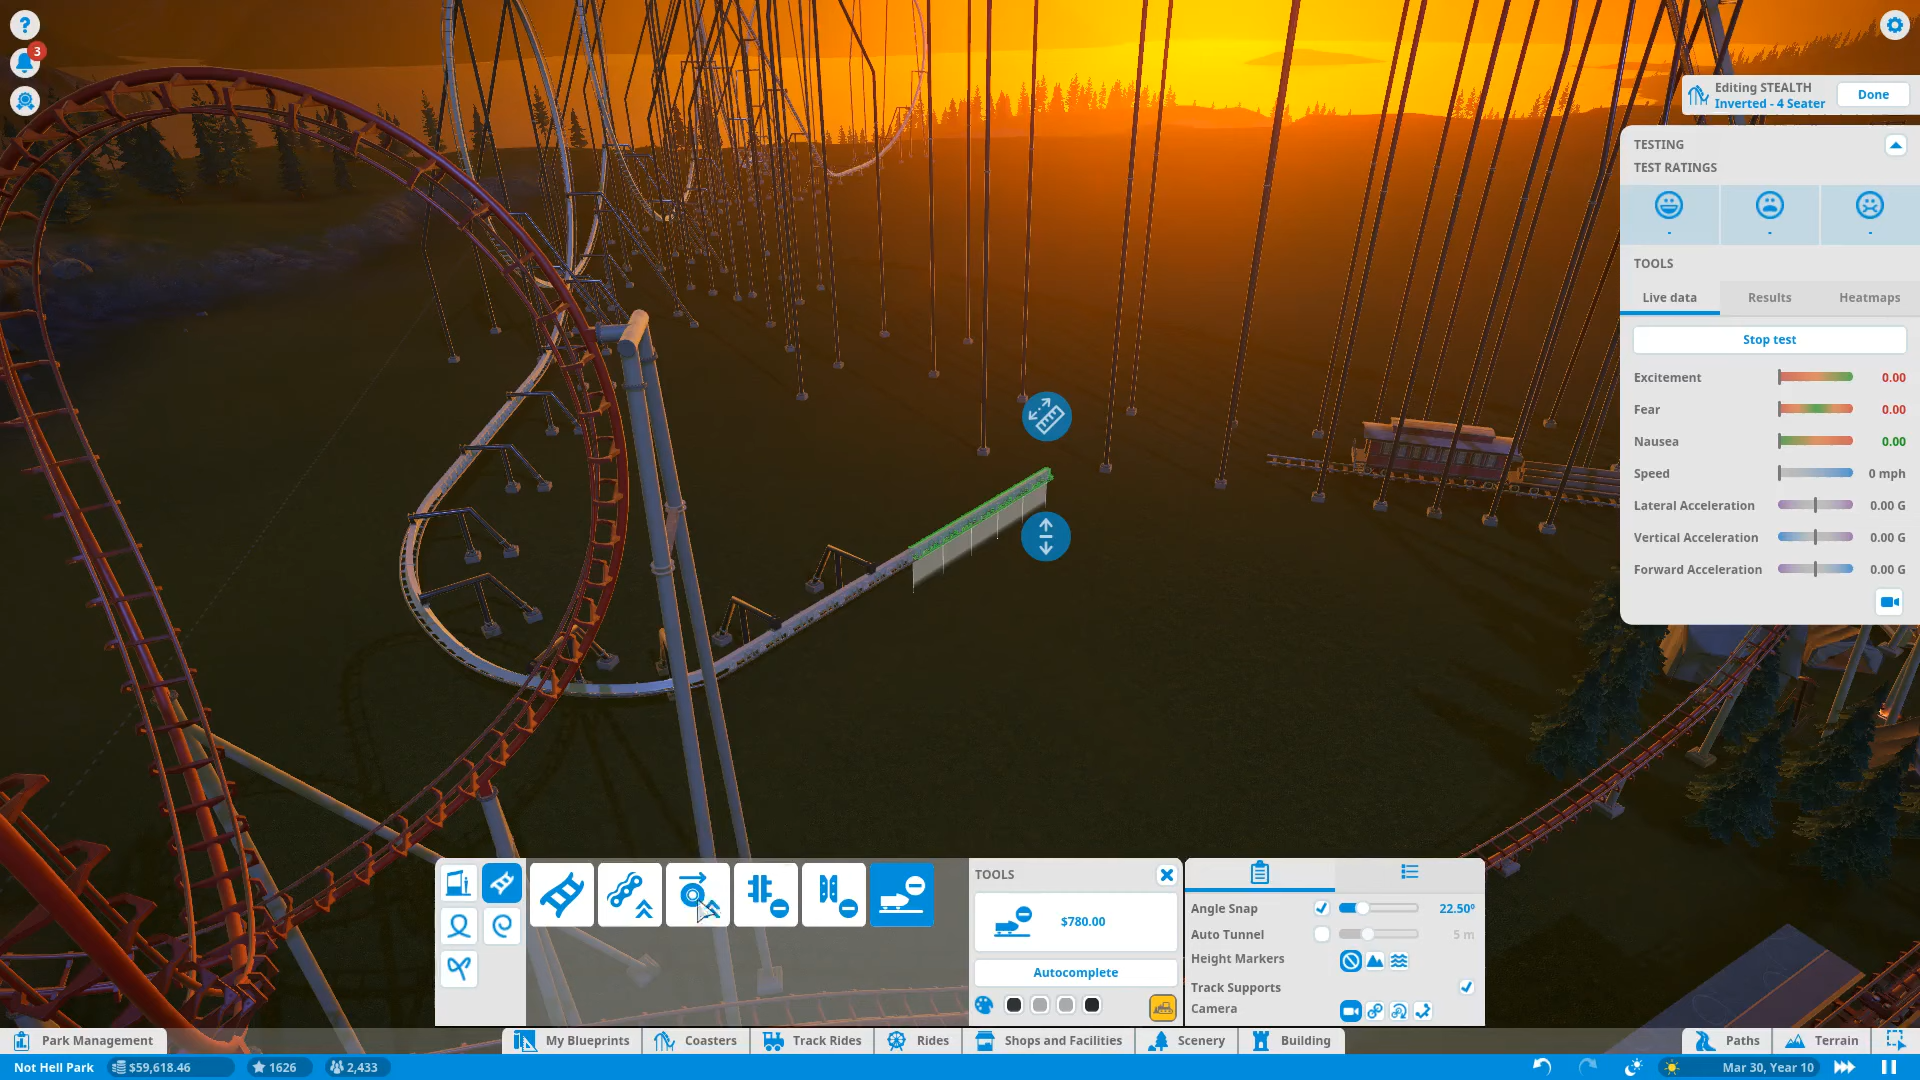 ?
3
Editing STEALTH
Inverted - 4 Seater
Done
TESTING
TEST RATINGS
- - -
TOOLS
Live data Results Heatmaps
Stop test
Excitement 0.00
Fear 0.00
Nausea 0.00
Speed 0 mph
Lateral Acceleration 0.00 G
Vertical Acceleration 0.00 G
Forward Acceleration 0.00 G
TOOLS
$780.00
Autocomplete
Angle Snap 22.50°
Auto Tunnel 5 m
Height Markers
Track Supports
Camera
Park Management My Blueprints Coasters Track Rides Rides Shops and Facilities Scenery Building Paths Terrain
Not Hell Park $59,618.46 1626 2,433 Mar 30, Year 10